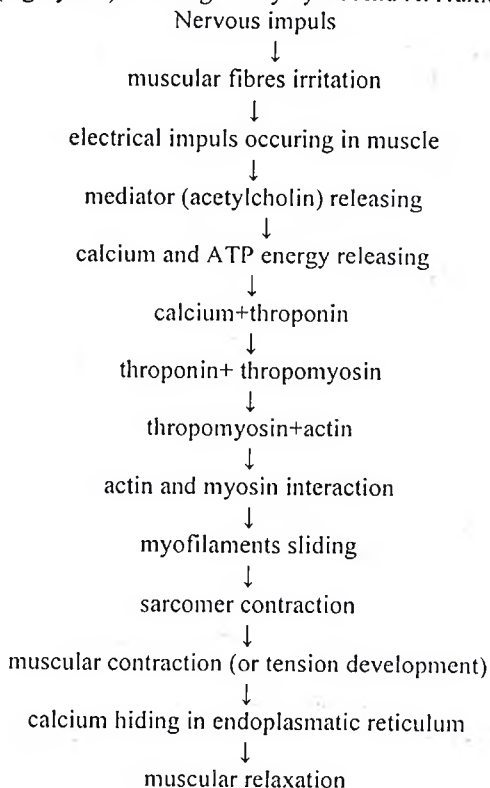 Nervous impuls
↓
muscular fibres irritation
↓
electrical impuls occuring in muscle
↓
mediator (acetylcholin) releasing
↓
calcium and ATP energy releasing
↓
calcium+throponin
↓
throponin+ thropomyosin
↓
thropomyosin+actin
↓
actin and myosin interaction
↓
myofilaments sliding
↓
sarcomer contraction
↓
muscular contraction (or tension development)
↓
calcium hiding in endoplasmatic reticulum
↓
muscular relaxation